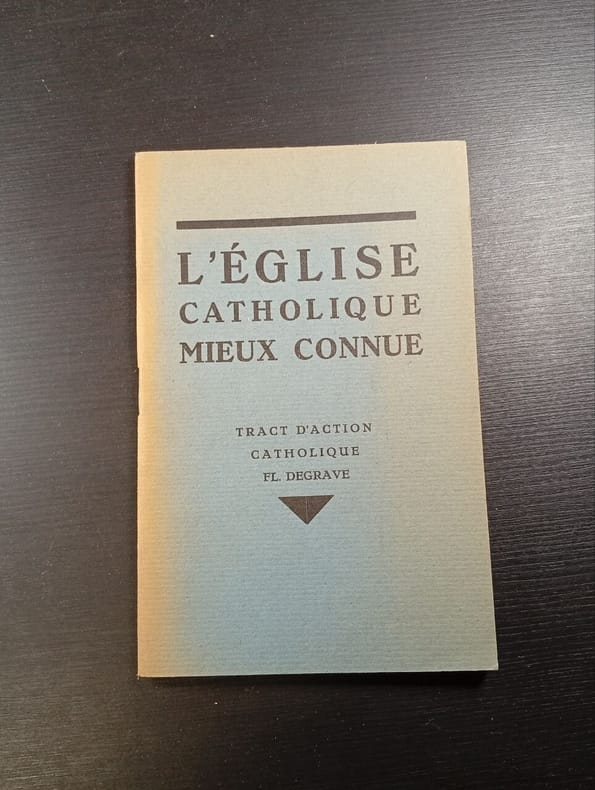 L'ÉGLISE
CATHOLIQUE
MIEUX CONNUE
TRACT D'ACTION
CATHOLIQUE
FL. DEGRAVE